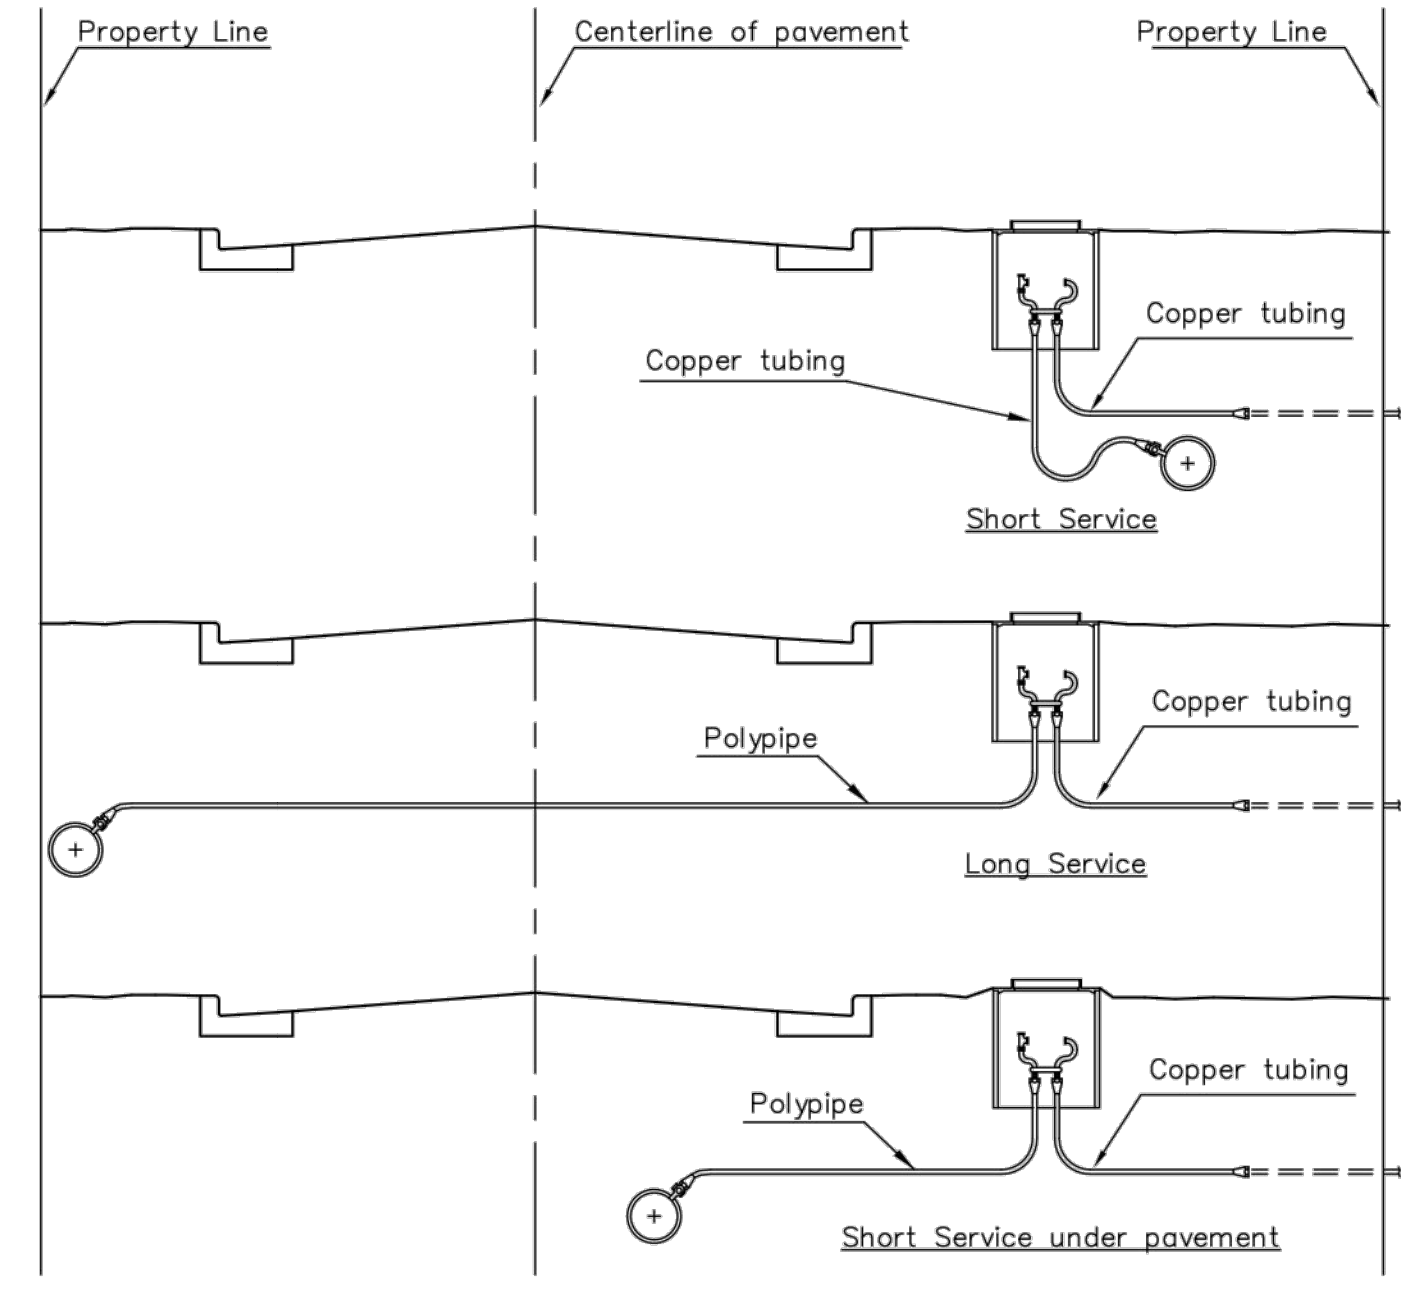 Property Line
Centerline of pavement
Property Line
Copper tubing
Copper tubing
Short Service
Copper tubing
Polypipe
Long Service
Copper tubing
Polypipe
Short Service under pavement